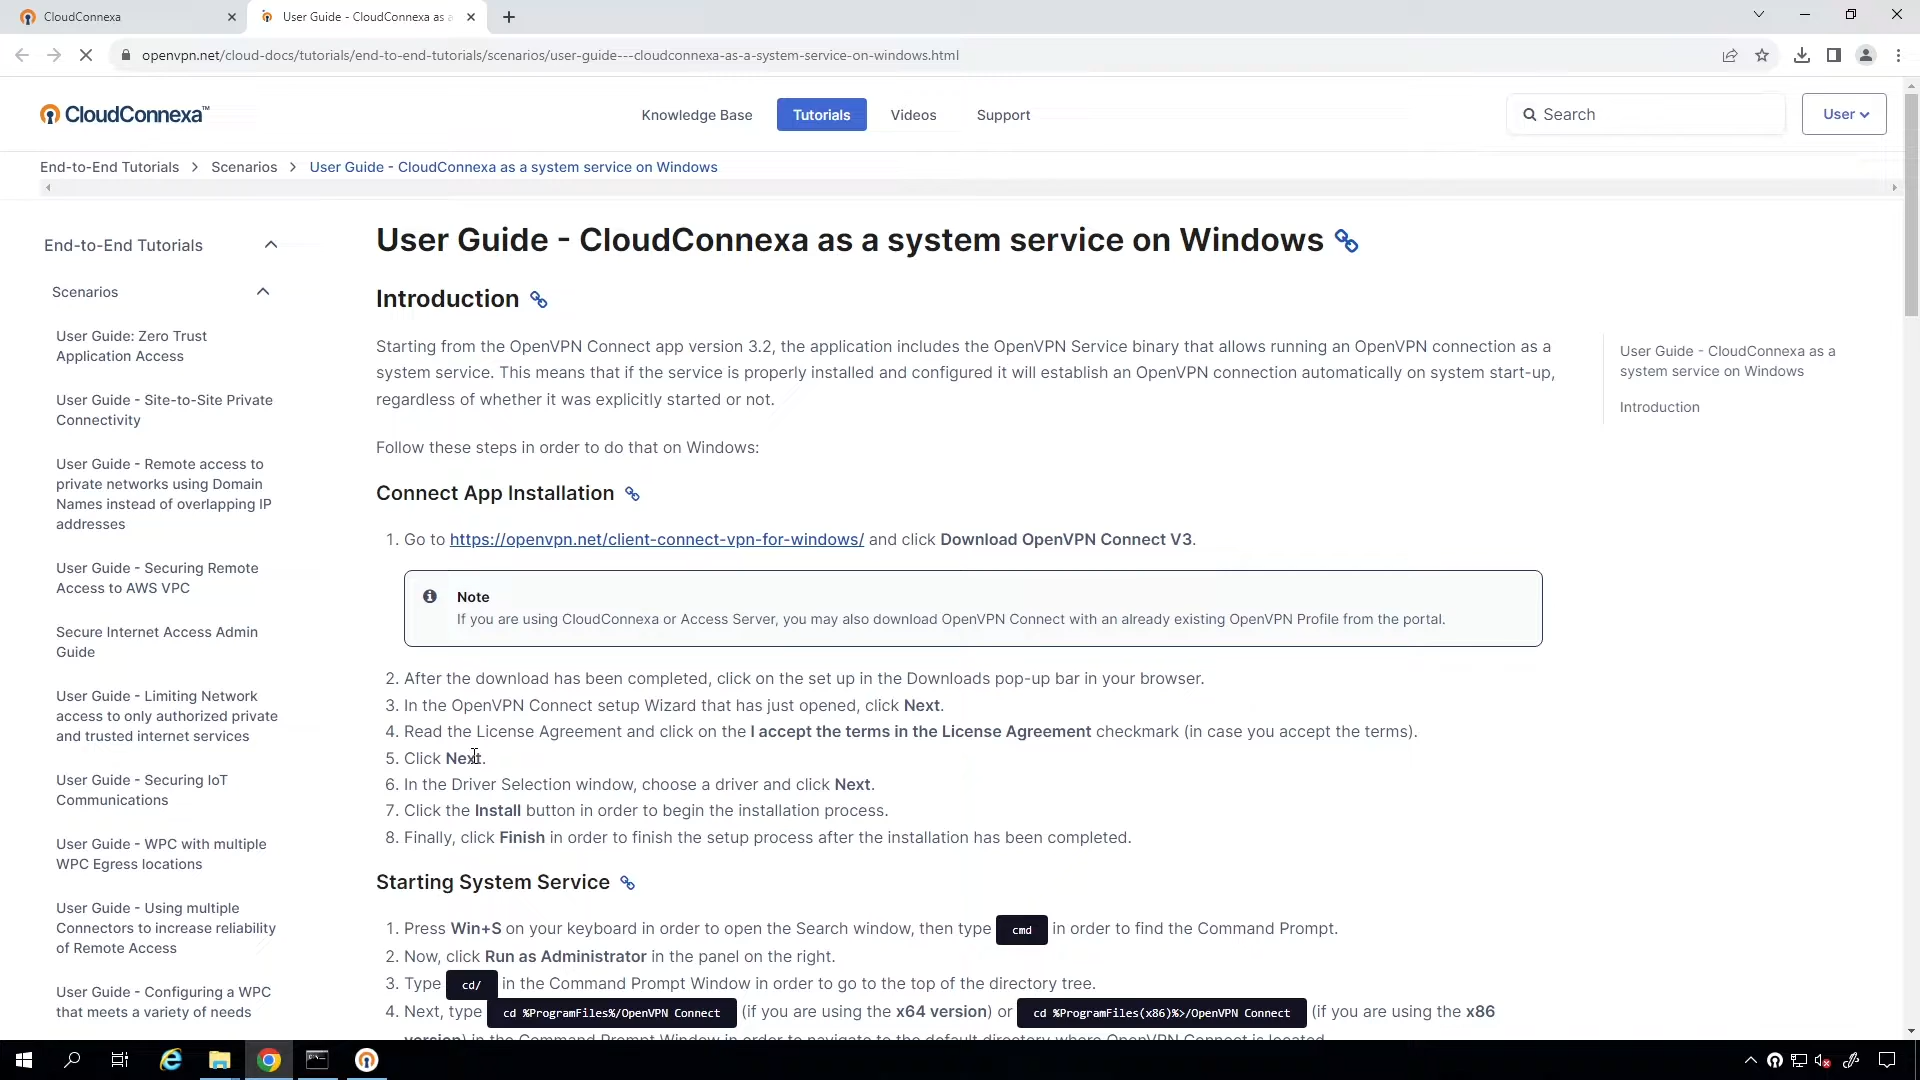 CloudConnexa
User Guide - CloudConnexa as a
openvpn.net/cloud-docs/tutorials/end-to-end-tutorials/scenarios/user-guide---cloudconnexa-as-a-system-service-on-windows.html
CloudConnexa™
Knowledge Base
Tutorials
Videos
Support
Search
User
End-to-End Tutorials > Scenarios > User Guide - CloudConnexa as a system service on Windows
End-to-End Tutorials
Scenarios
User Guide: Zero Trust
Application Access
User Guide - Site-to-Site Private
Connectivity
User Guide - Remote access to
private networks using Domain
Names instead of overlapping IP
addresses
User Guide - Securing Remote
Access to AWS VPC
Secure Internet Access Admin
Guide
User Guide - Limiting Network
access to only authorized private
and trusted internet services
User Guide - Securing IoT
Communications
User Guide - WPC with multiple
WPC Egress locations
User Guide - Using multiple
Connectors to increase reliability
of Remote Access
User Guide - Configuring a WPC
that meets a variety of needs
User Guide - CloudConnexa as a system service on Windows
Introduction
Starting from the OpenVPN Connect app version 3.2, the application includes the OpenVPN Service binary that allows running an OpenVPN connection as a
system service. This means that if the service is properly installed and configured it will establish an OpenVPN connection automatically on system start-up,
regardless of whether it was explicitly started or not.
Follow these steps in order to do that on Windows:
Connect App Installation
1. Go to https://openvpn.net/client-connect-vpn-for-windows/ and click Download OpenVPN Connect V3.
Note
If you are using CloudConnexa or Access Server, you may also download OpenVPN Connect with an already existing OpenVPN Profile from the portal.
2. After the download has been completed, click on the set up in the Downloads pop-up bar in your browser.
3. In the OpenVPN Connect setup Wizard that has just opened, click Next.
4. Read the License Agreement and click on the I accept the terms in the License Agreement checkmark (in case you accept the terms).
5. Click Next.
6. In the Driver Selection window, choose a driver and click Next.
7. Click the Install button in order to begin the installation process.
8. Finally, click Finish in order to finish the setup process after the installation has been completed.
Starting System Service
1. Press Win+S on your keyboard in order to open the Search window, then type cmd in order to find the Command Prompt.
2. Now, click Run as Administrator in the panel on the right.
3. Type cd/ in the Command Prompt Window in order to go to the top of the directory tree.
4. Next, type cd %ProgramFiles%/OpenVPN Connect (if you are using the x64 version) or cd %ProgramFiles(x86)%>/OpenVPN Connect (if you are using the x86
version) in the Command Prompt Window in order to navigate to the default directory where OpenVPN Connect is located.
User Guide - CloudConnexa as a
system service on Windows
Introduction